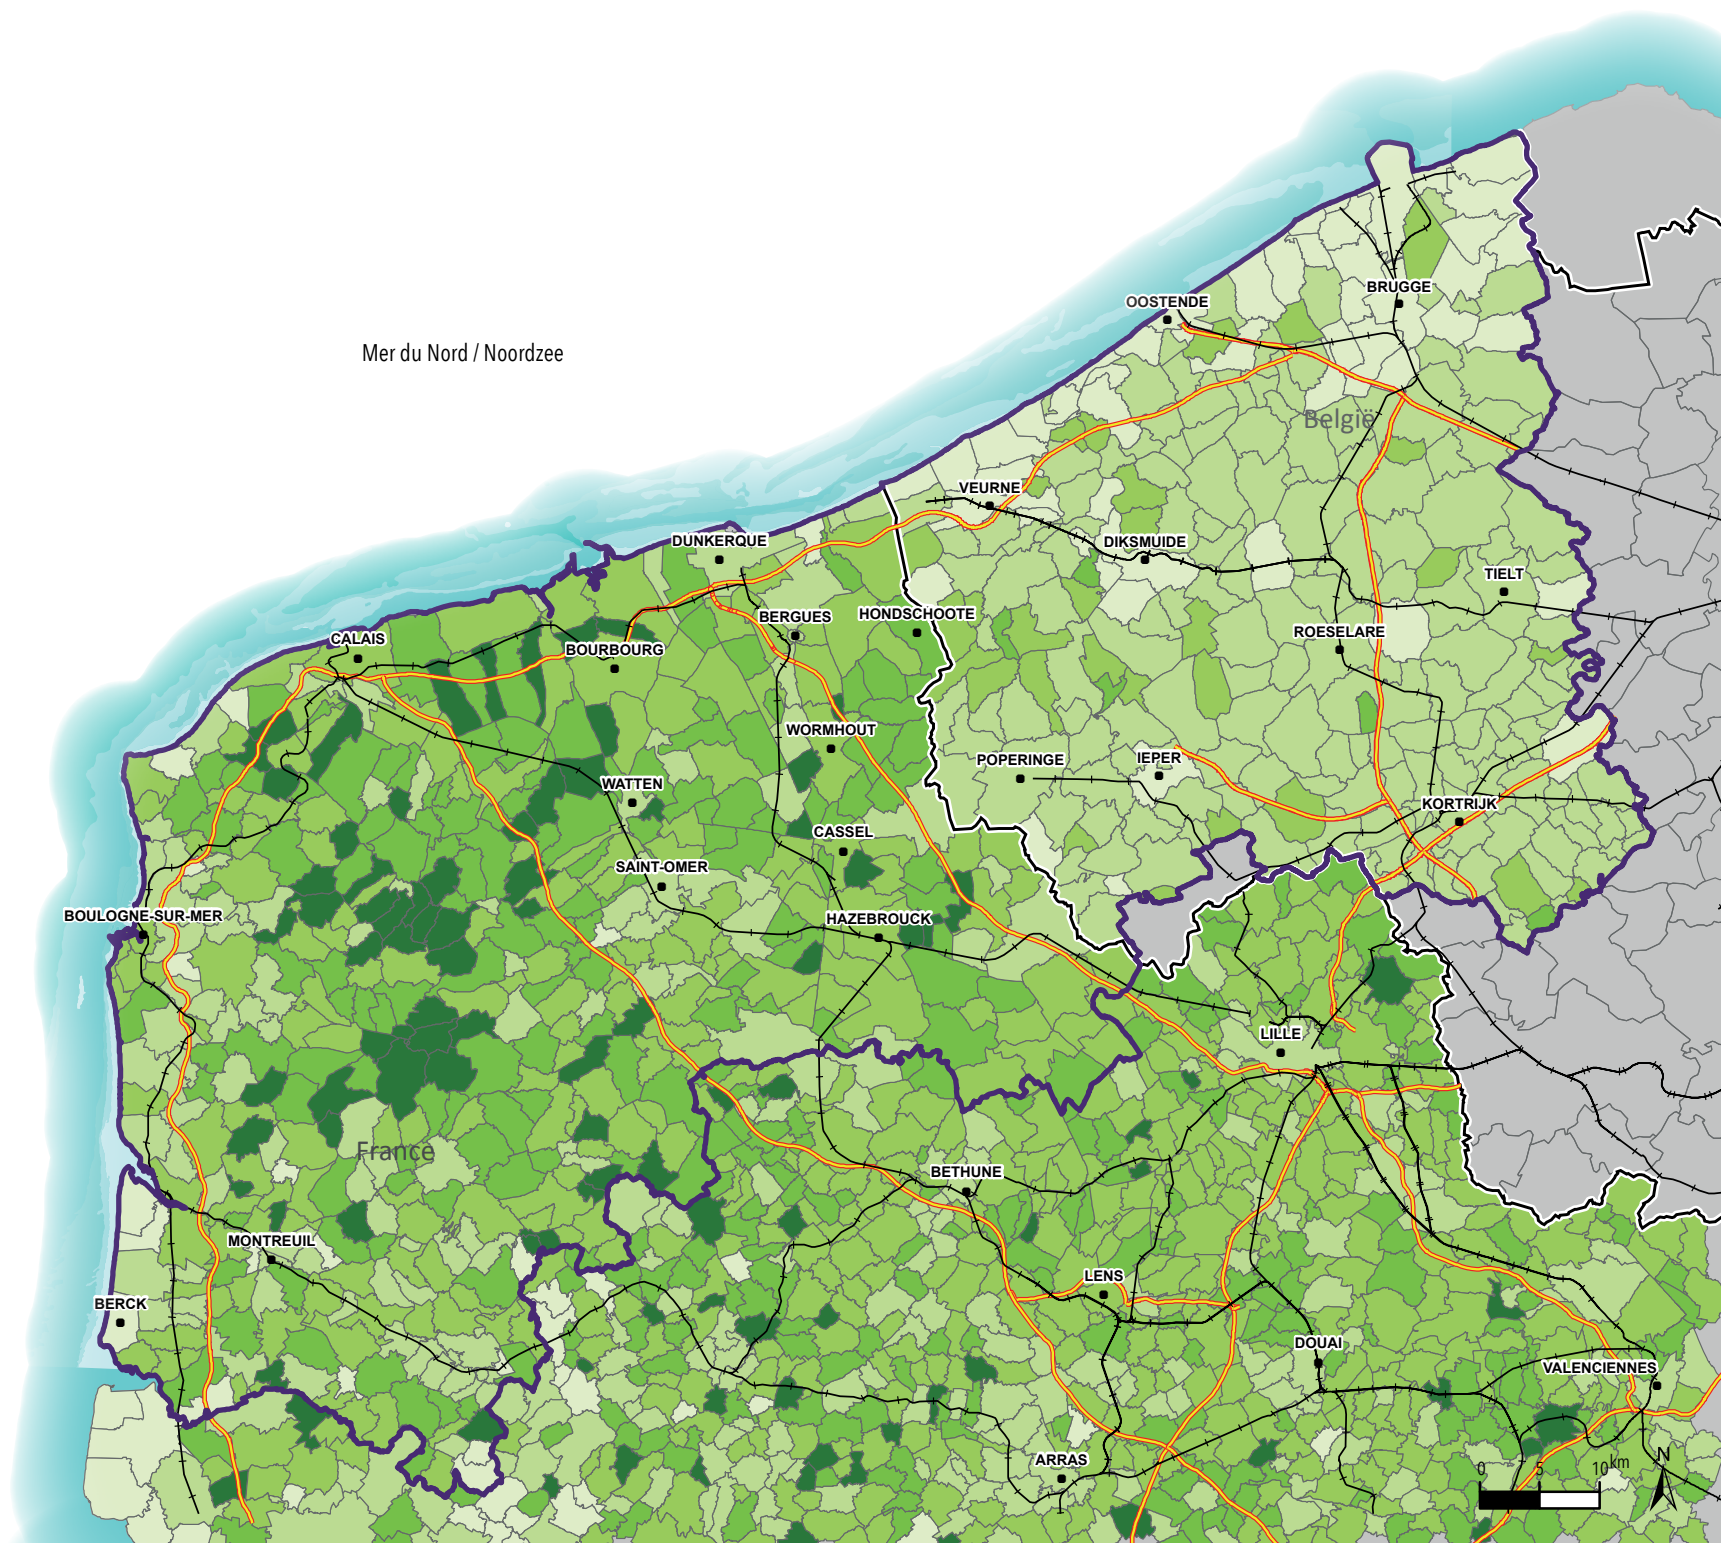 BRUGGE
OOSTENDE
Mer du Nord / Noordzee
België
VEURNE
DUNKERQUE
DIKSMUIDE
TIELT
BERGUES
HONDSCHOOTE
CALAIS
ROESELARE
BOURBOURG
WORMHOUT
POPERINGE
IEPER
WATTEN
KORTRIJK
CASSEL
SAINT-OMER
BOULOGNE-SUR-MER
HAZEBROUCK
LILLE
France
BETHUNE
MONTREUIL
LENS
BERCK
DOUAI
VALENCIENNES
ARRAS
N
0 5 10km